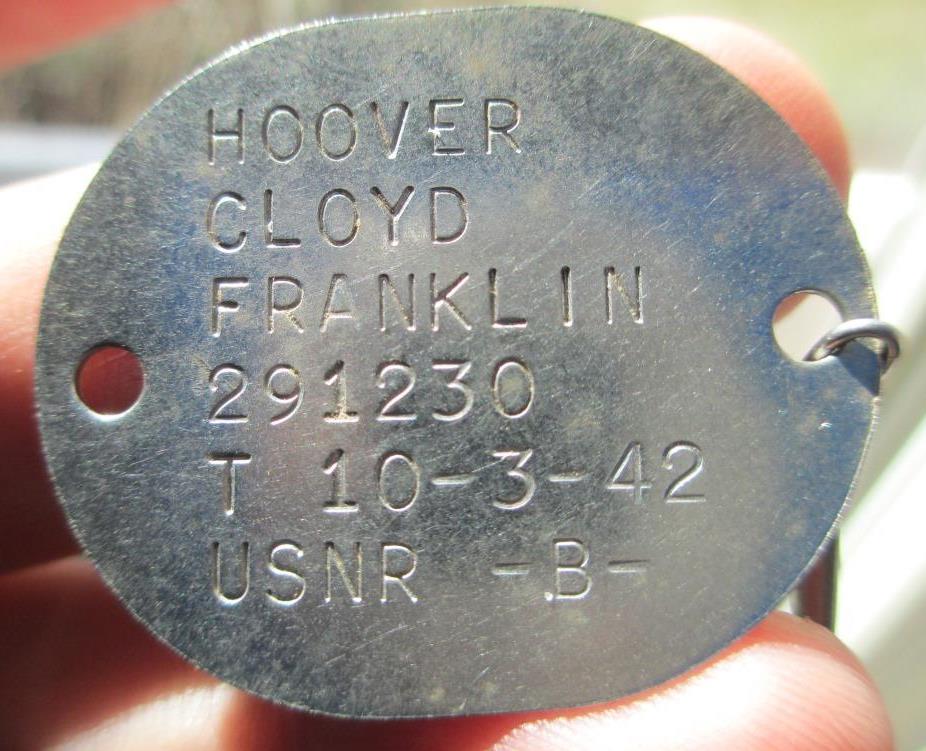 HOOVER
CLOYD
FRANKLIN
291230
T 10-3-42
USNR -B-